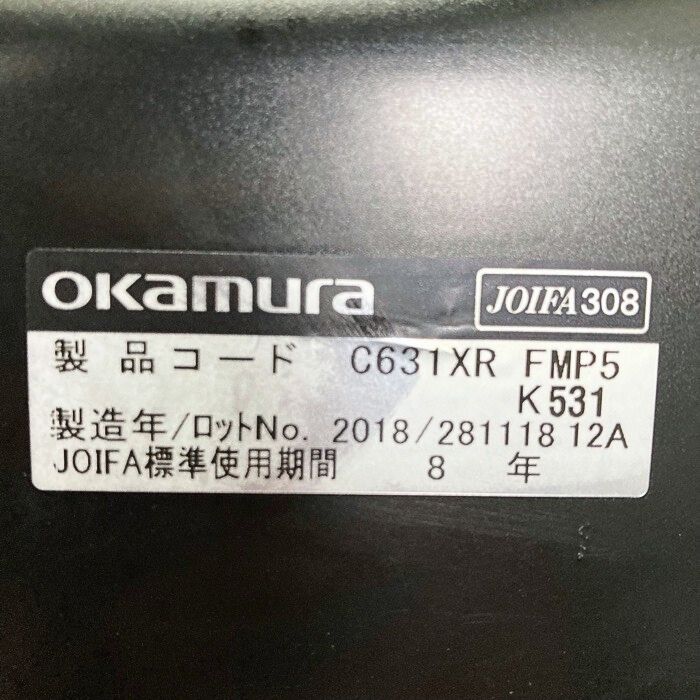 okamura JOIFA308
製品コード C631XR FMP5
K531
製造年/ロットNo. 2018/281118 12A
JOIFA標準使用期間 8 年